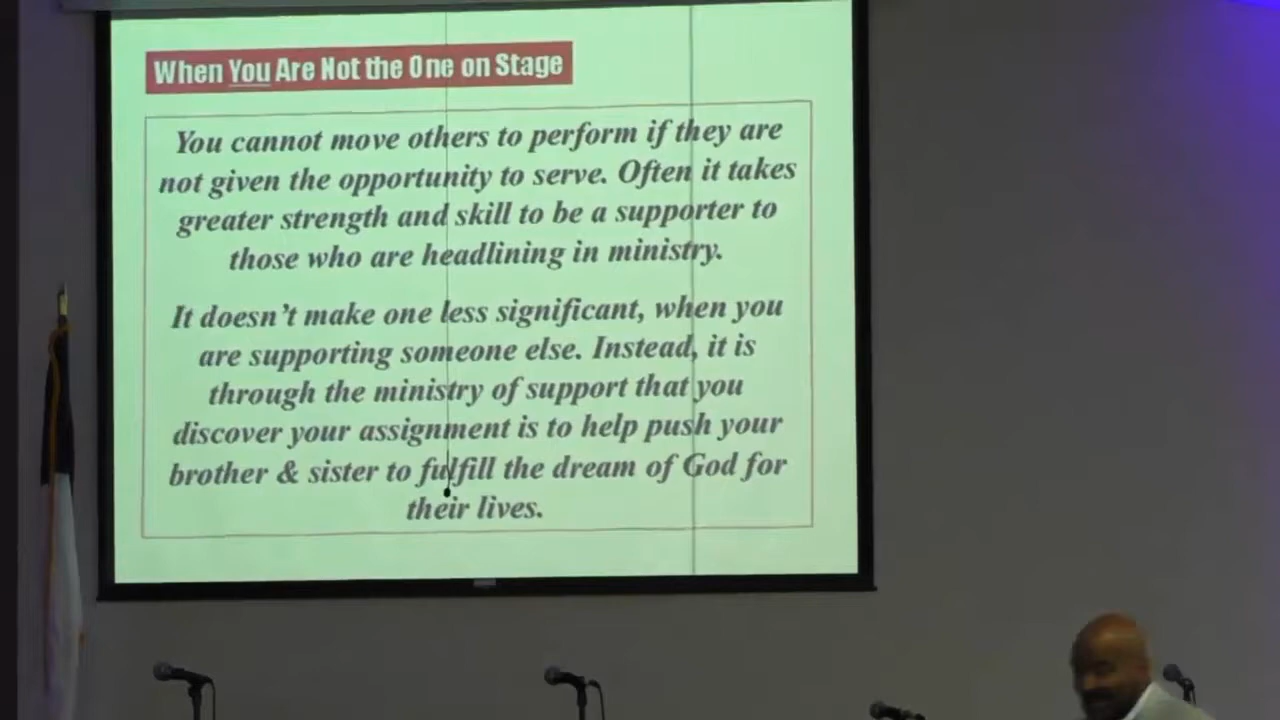 When You Are Not the One on Stage
You cannot move others to perform if they are
not given the opportunity to serve. Often it takes
greater strength and skill to be a supporter to
those who are headlining in ministry.
It doesn't make one less significant, when you
are supporting someone else. Instead, it is
through the ministry of support that you
discover your assignment is to help push your
brother & sister to fulfill the dream of God for
their lives.